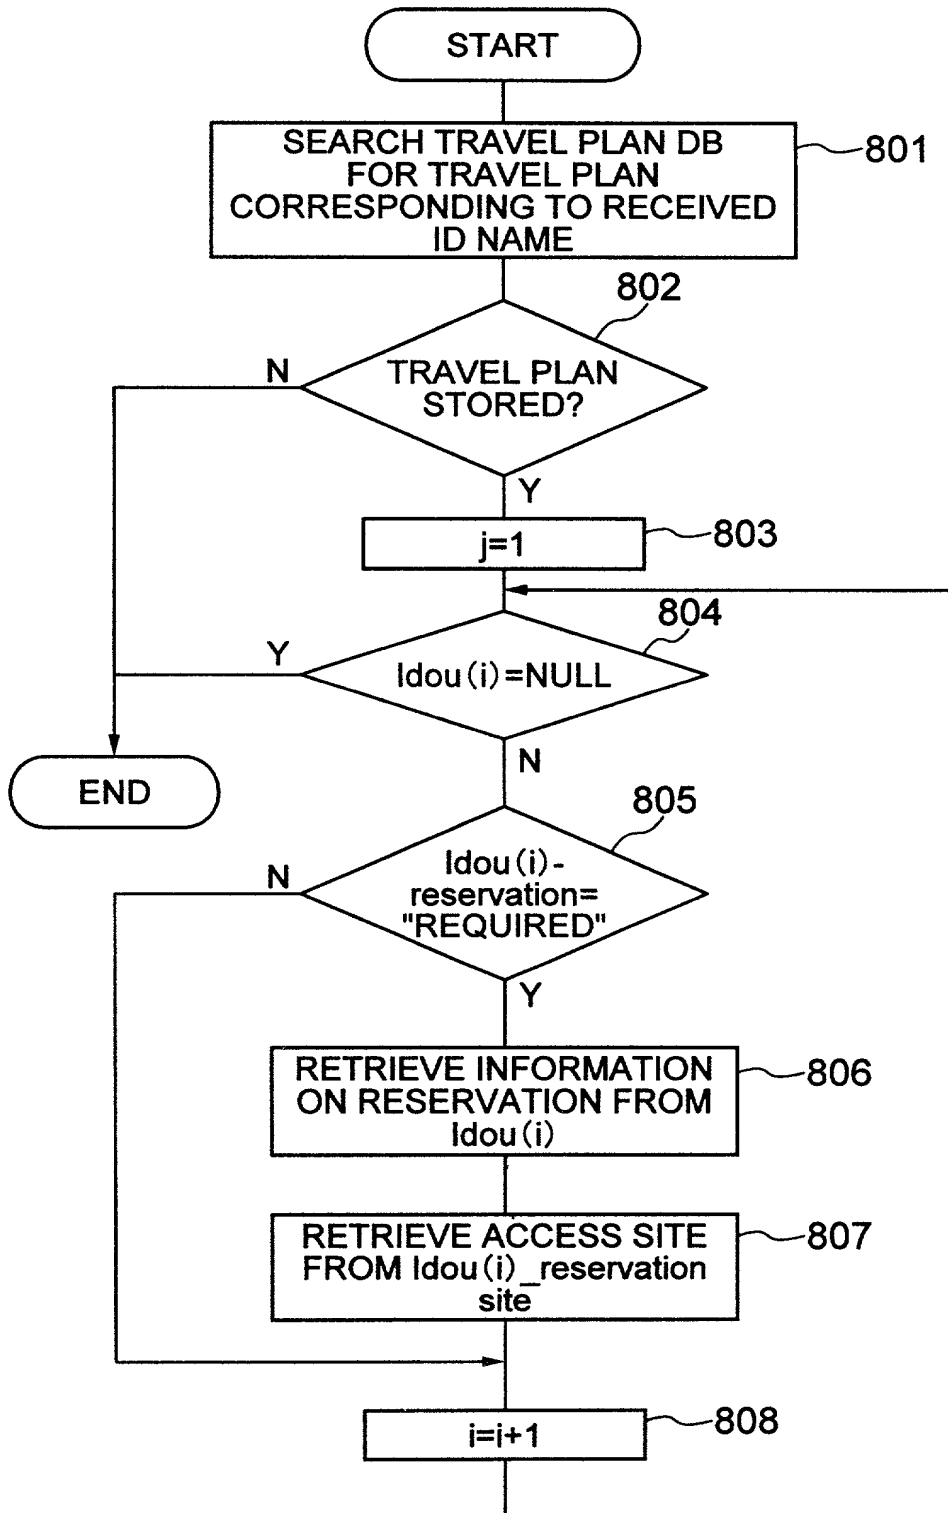 START
SEARCH TRAVEL PLAN DB
FOR TRAVEL PLAN
CORRESPONDING TO RECEIVED
ID NAME
801
802
N
TRAVEL PLAN
STORED?
Y
j=1
803
804
Y
Idou(i)=NULL
N
END
805
N
Idou(i)-
reservation=
"REQUIRED"
Y
RETRIEVE INFORMATION
ON RESERVATION FROM
Idou(i)
806
RETRIEVE ACCESS SITE
FROM Idou(i)_reservation
site
807
i=i+1
808